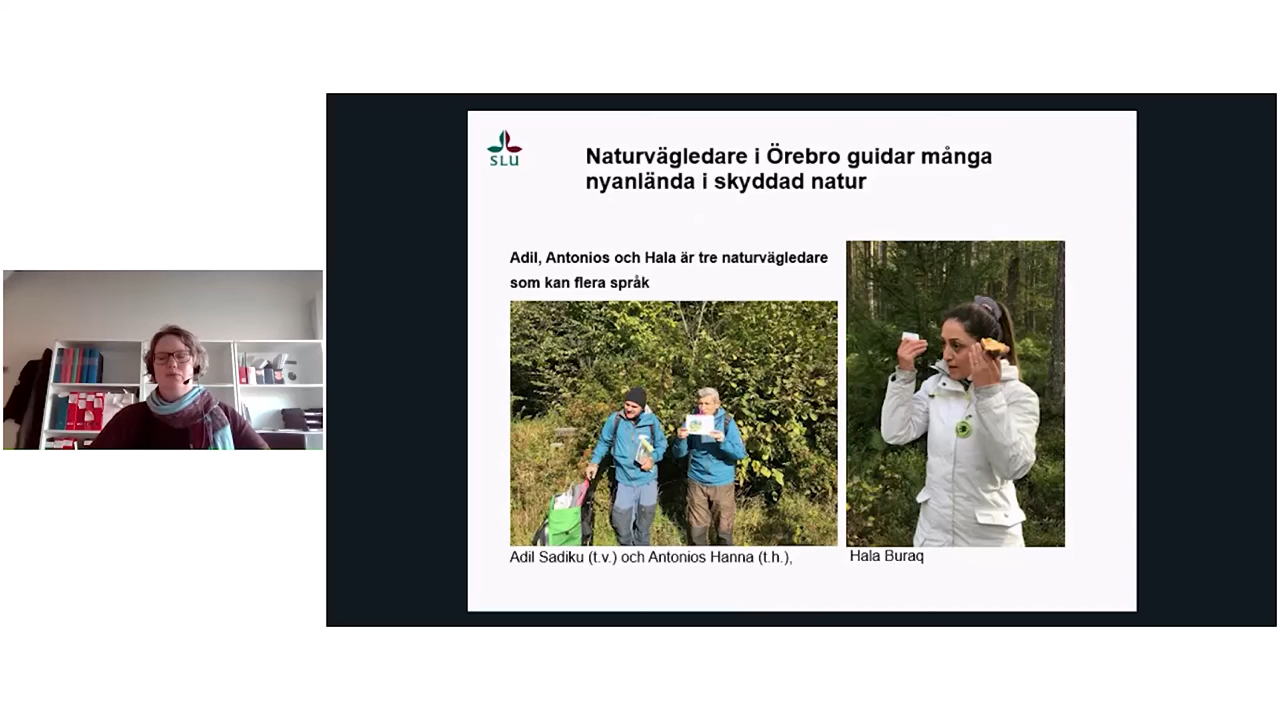 SLU
Naturvägledare i Örebro guidar många
nyanlända i skyddad natur
Adil, Antonios och Hala är tre naturvägledare
som kan flera språk
Adil Sadiku (t.v.) och Antonios Hanna (t.h.),
Hala Buraq